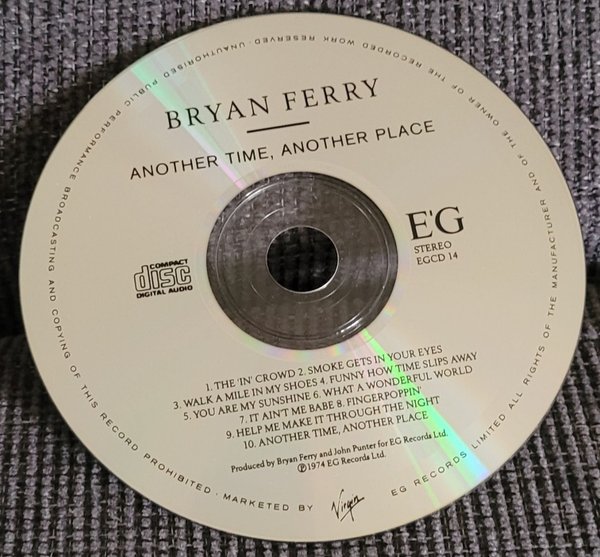 BRYAN FERRY
ANOTHER TIME, ANOTHER PLACE
E'G
STEREO
EGCD 14
COMPACT
disc
DIGITAL AUDIO
1. THE 'IN' CROWD 2. SMOKE GETS IN YOUR EYES
3. WALK A MILE IN MY SHOES 4. FUNNY HOW TIME SLIPS AWAY
5. YOU ARE MY SUNSHINE 6. WHAT A WONDERFUL WORLD
7. IT AIN'T ME BABE 8. FINGERPOPPIN'
9. HELP ME MAKE IT THROUGH THE NIGHT
10. ANOTHER TIME, ANOTHER PLACE
Produced by Bryan Ferry and John Punter for EG Records Ltd.
Ⓟ1974 EG Records Ltd.
EG RECORDS LIMITED ALL RIGHTS OF THE MANUFACTURER AND OF THE OWNER OF THE RECORDED WORK RESERVED. UNAUTHORISED PUBLIC PERFORMANCE BROADCASTING AND COPYING OF THIS RECORD PROHIBITED · MARKETED BY Virgin